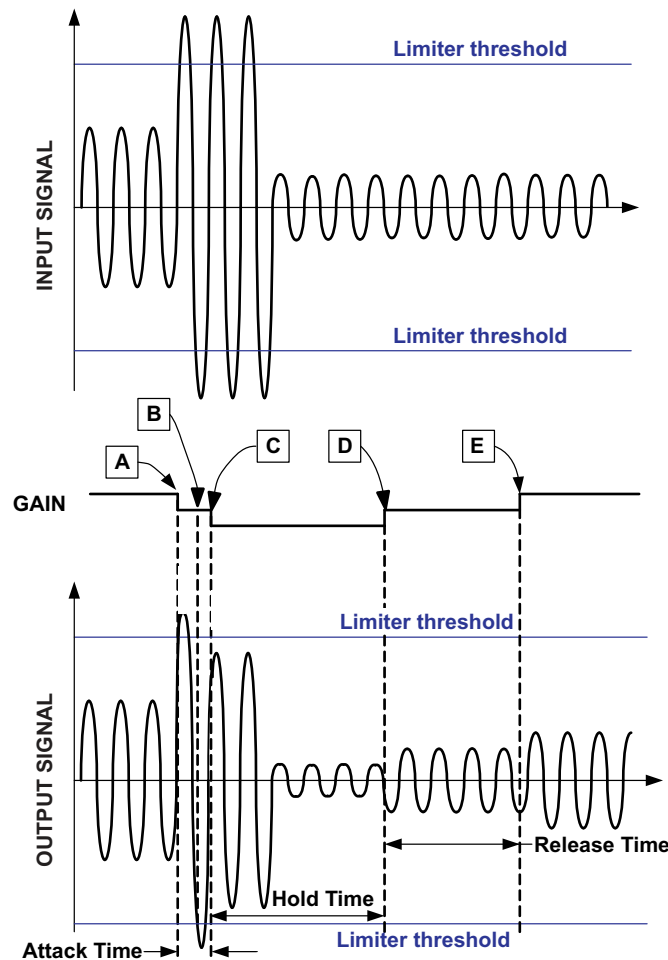 Limiter threshold
INPUT SIGNAL
Limiter threshold
B
A
C
D
E
GAIN
Limiter threshold
OUTPUT SIGNAL
Release Time
Hold Time
Limiter threshold
Attack Time